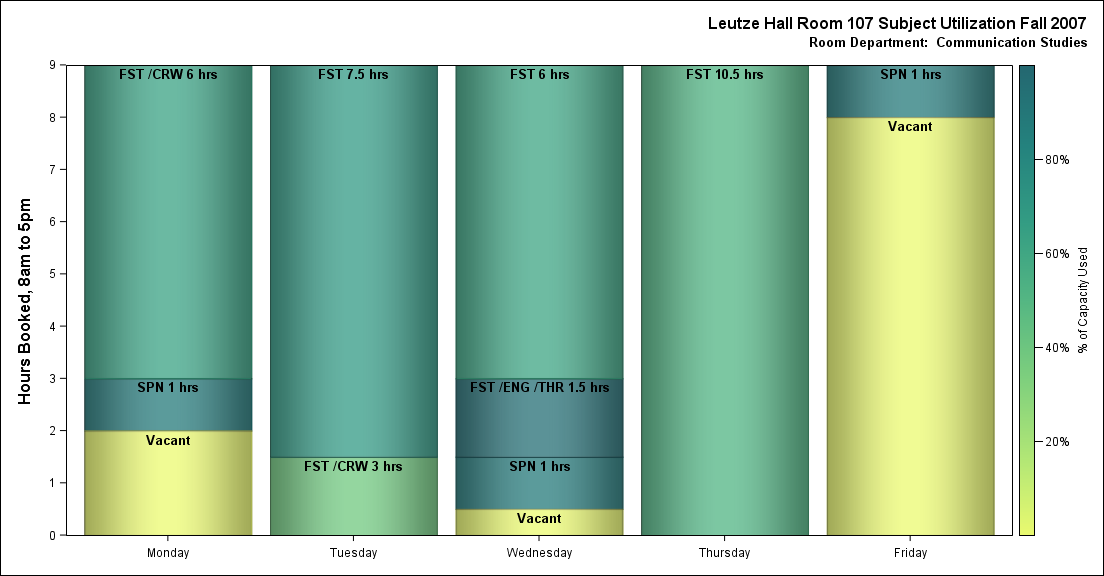 Leutze Hall Room 107 Subject Utilization Fall 2007
Room Department:  Communication Studies
Hours Booked, 8am to 5pm
9
8
7
6
5
4
3
2
1
0
FST /CRW 6 hrs
SPN 1 hrs
Vacant
FST 7.5 hrs
FST /CRW 3 hrs
FST 6 hrs
FST /ENG /THR 1.5 hrs
SPN 1 hrs
Vacant
FST 10.5 hrs
SPN 1 hrs
Vacant
Monday
Tuesday
Wednesday
Thursday
Friday
80%
60%
40%
20%
% of Capacity Used